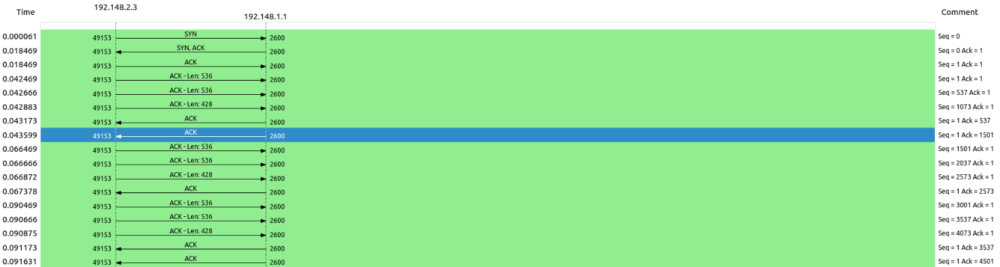 192.148.2.3
Time 192.148.1.1 Comment
0.000061 49153 SYN 2600 Seq = 0
0.018469 49153 SYN, ACK 2600 Seq = 0 Ack = 1
0.018469 49153 ACK 2600 Seq = 1 Ack = 1
0.042469 49153 ACK - Len: 536 2600 Seq = 1 Ack = 1
0.042666 49153 ACK - Len: 536 2600 Seq = 537 Ack = 1
0.042883 49153 ACK - Len: 428 2600 Seq = 1073 Ack = 1
0.043173 49153 ACK 2600 Seq = 1 Ack = 537
0.043599 49153 ACK 2600 Seq = 1 Ack = 1501
0.066469 49153 ACK - Len: 536 2600 Seq = 1501 Ack = 1
0.066666 49153 ACK - Len: 536 2600 Seq = 2037 Ack = 1
0.066872 49153 ACK - Len: 428 2600 Seq = 2573 Ack = 1
0.067378 49153 ACK 2600 Seq = 1 Ack = 2573
0.090469 49153 ACK - Len: 536 2600 Seq = 3001 Ack = 1
0.090666 49153 ACK - Len: 536 2600 Seq = 3537 Ack = 1
0.090875 49153 ACK - Len: 428 2600 Seq = 4073 Ack = 1
0.091173 49153 ACK 2600 Seq = 1 Ack = 3537
0.091631 49153 ACK 2600 Seq = 1 Ack = 4501